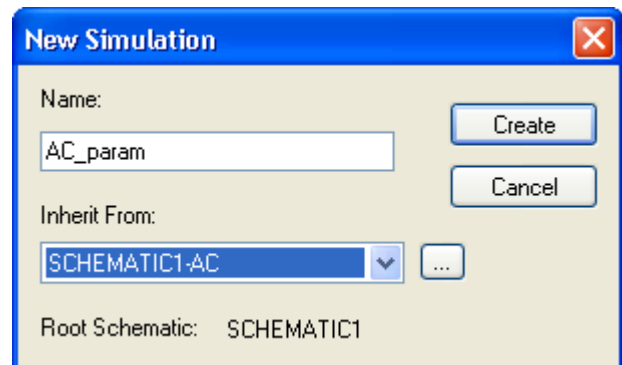 New Simulation
Name:
Create
AC_param
Cancel
Inherit From:
SCHEMATIC1-AC
...
Root Schematic: SCHEMATIC1